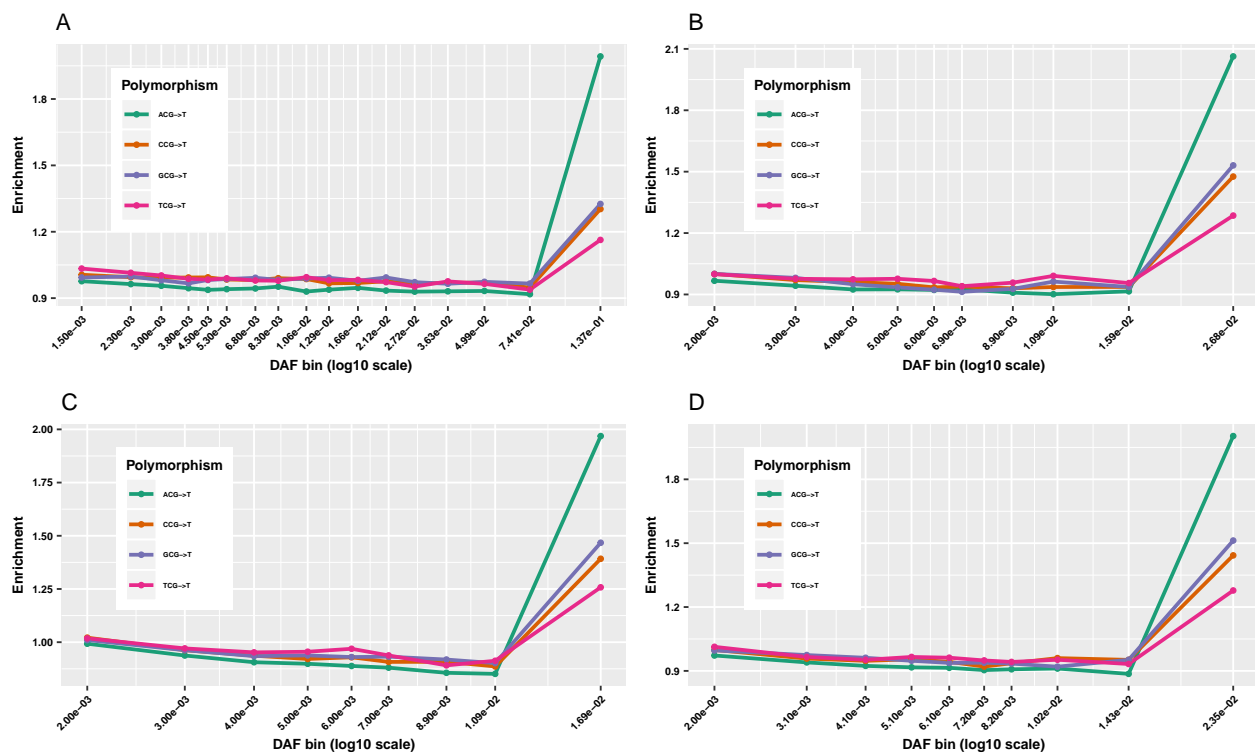 A
Enrichment
1.8
1.5
1.2
0.9
Polymorphism
ACG->T
CCG->T
GCG->T
TCG->T
1.50e-03
2.30e-03
3.00e-03
3.80e-03
4.50e-03
5.30e-03
6.80e-03
8.30e-03
1.06e-02
1.29e-02
1.66e-02
2.12e-02
2.72e-02
3.63e-02
4.99e-02
7.41e-02
1.37e-01
DAF bin (log10 scale)
B
Enrichment
2.1
1.8
1.5
1.2
0.9
Polymorphism
ACG->T
CCG->T
GCG->T
TCG->T
2.00e-03
3.00e-03
4.00e-03
5.00e-03
6.00e-03
6.90e-03
8.90e-03
1.09e-02
1.59e-02
2.68e-02
DAF bin (log10 scale)
C
Enrichment
2.00
1.75
1.50
1.25
1.00
Polymorphism
ACG->T
CCG->T
GCG->T
TCG->T
2.00e-03
3.00e-03
4.00e-03
5.00e-03
6.00e-03
7.00e-03
8.90e-03
1.09e-02
1.69e-02
DAF bin (log10 scale)
D
Enrichment
1.8
1.5
1.2
0.9
Polymorphism
ACG->T
CCG->T
GCG->T
TCG->T
2.00e-03
3.10e-03
4.10e-03
5.10e-03
6.10e-03
7.20e-03
8.20e-03
1.02e-02
1.43e-02
2.35e-02
DAF bin (log10 scale)